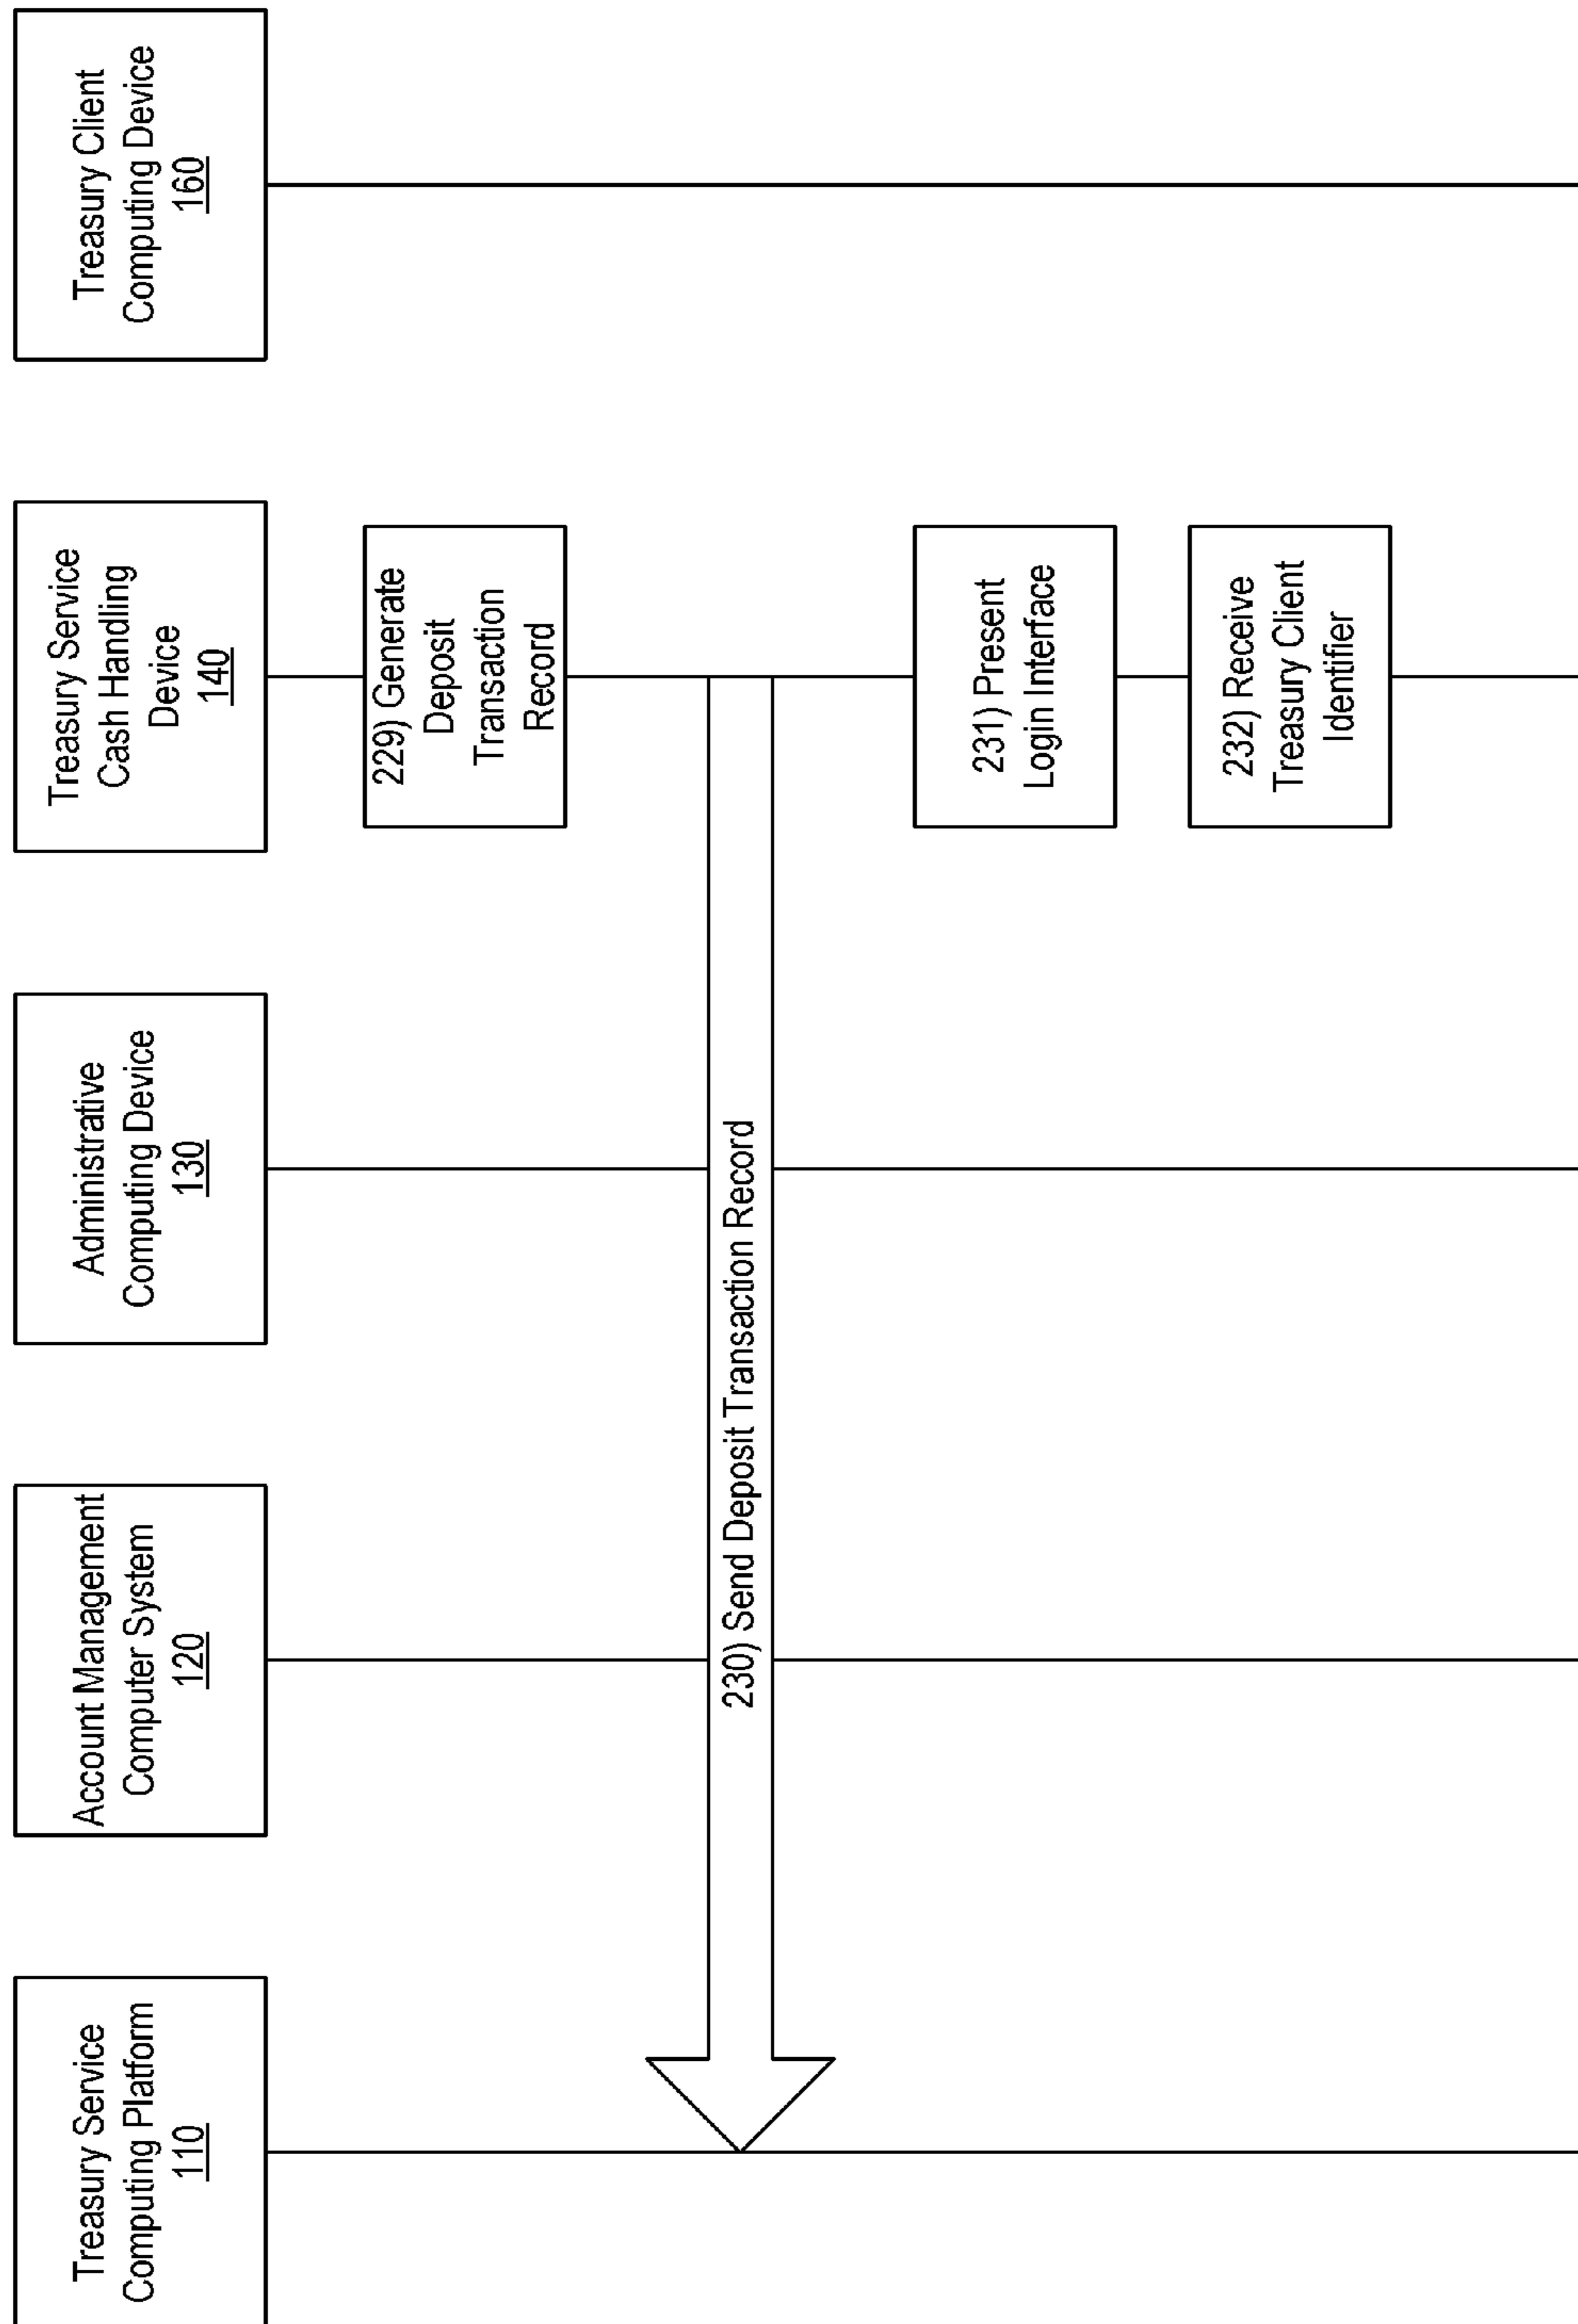 Treasury Service
Computing Platform
110
Account Management
Computer System
120
Administrative
Computing Device
130
Treasury Service
Cash Handling
Device
140
Treasury Client
Computing Device
160
229) Generate
Deposit
Transaction
Record
230) Send Deposit Transaction Record
231) Present
Login Interface
232) Receive
Treasury Client
Identifier